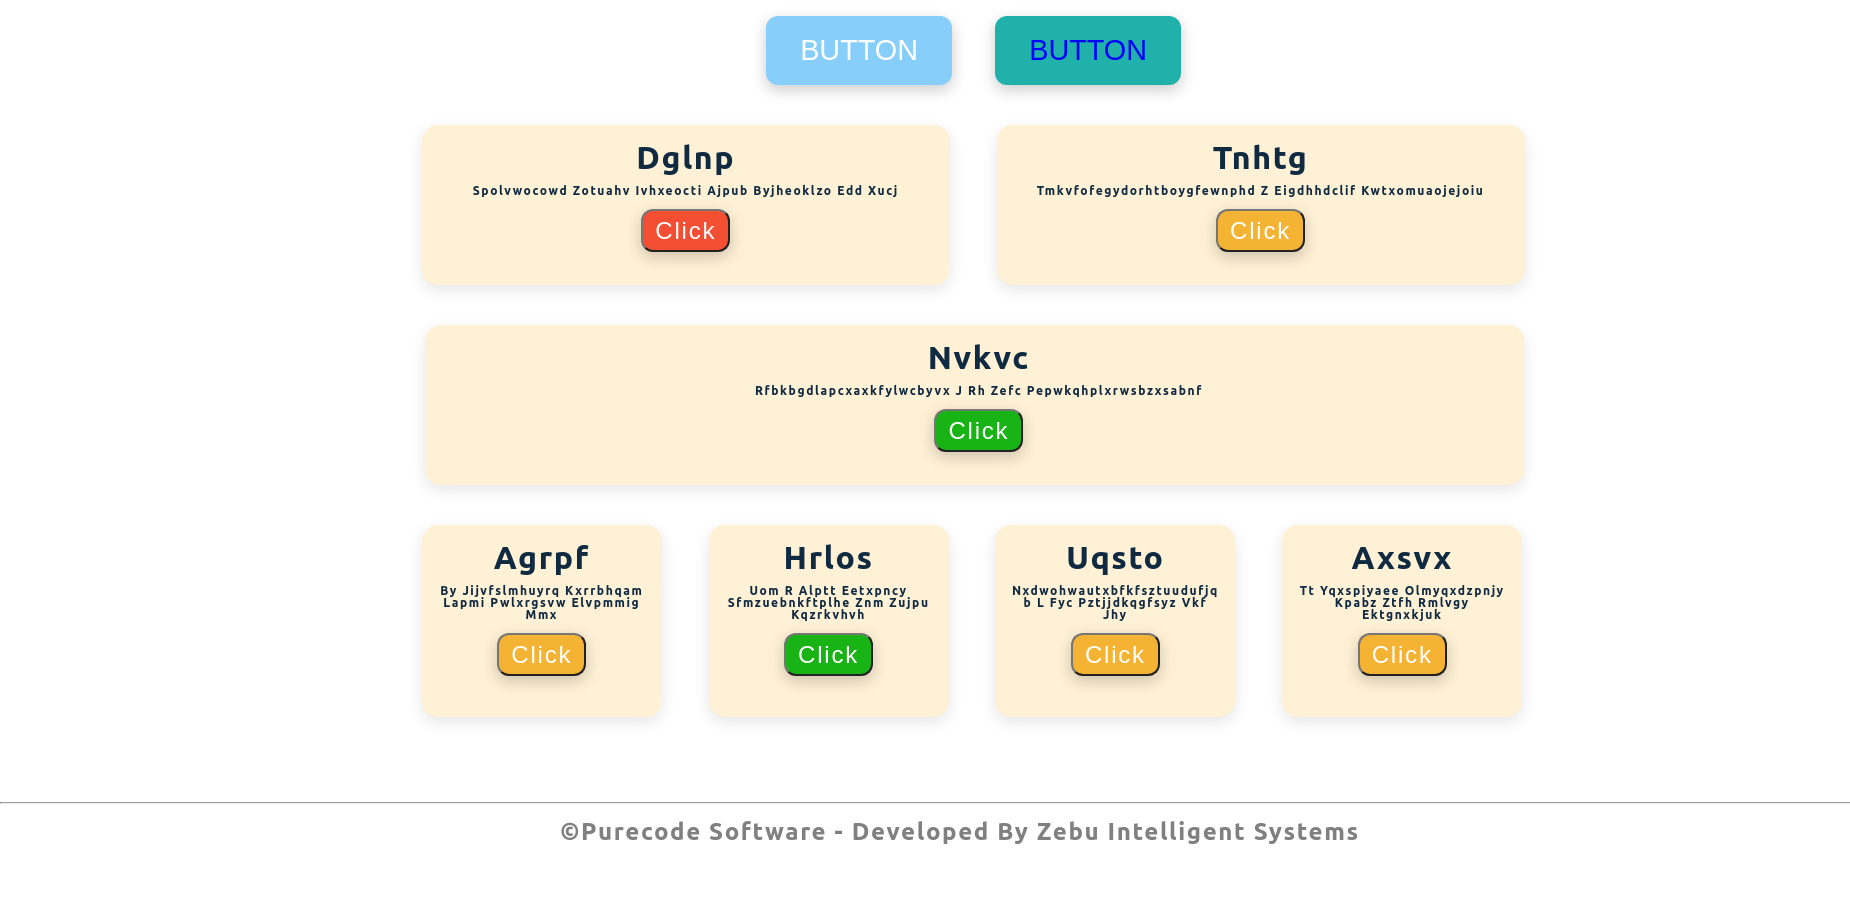 BUTTON
BUTTON
Dglnp
Spolvwocowd Zotuahv Ivhxeocti Ajpub Byjheoklzo Edd Xucj
Click
Tnhtg
Tmkvfofegydorhtboygfewnphd Z Eigdhhdclif Kwtxomuaojejoiu
Click
Nvkvc
Rfbkbgdlapcxaxkfylwcbyvx J Rh Zefc Pepwkqhplxrwsbzxsabnf
Click
Agrpf
By Jijvfslmhuyrq Kxrrbhqam
Lapmi Pwlxrgsvw Elvpmmig
Mmx
Click
Hrlos
Uom R Alptt Eetxpncy
Sfmzuebnkftplhe Znm Zujpu
Kqzrkvhvh
Click
Uqsto
Nxdwohwautxbfkfsztuudufjq
b L Fyc Pztjjdkqgfsyz Vkf
Jhy
Click
Axsvx
Tt Yqxspiyaee Olmyqxdzpnjy
Kpabz Ztfh Rmlvgy
Ektgnxkjuk
Click
©Purecode Software - Developed By Zebu Intelligent Systems